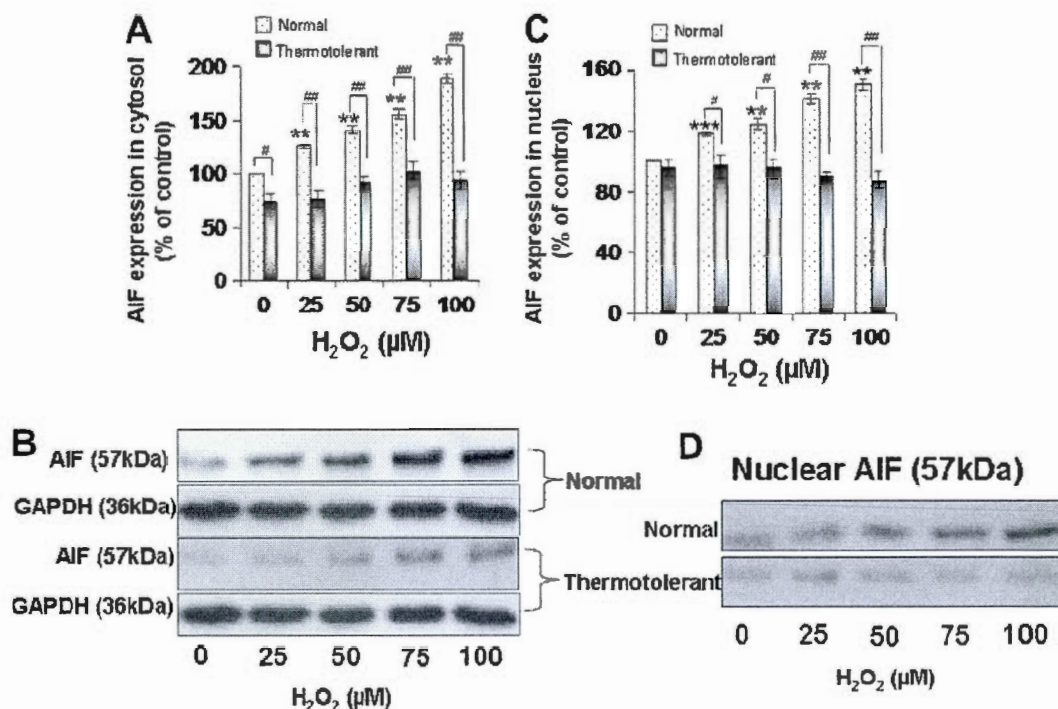 A
Normal
Thermotolerant
AIF expression in cytosol
(% of control)
200
150
100
50
0
#
**
##
**
##
**
##
**
##
0 25 50 75 100
H₂O₂ (µM)
C
Normal
Thermotolerant
AIF expression in nucleus
(% of control)
160
120
80
40
0
***
#
**
#
**
##
**
##
0 25 50 75 100
H₂O₂ (µM)
B
AIF (57kDa)
GAPDH (36kDa)
Normal
AIF (57kDa)
GAPDH (36kDa)
Thermotolerant
0 25 50 75 100
H₂O₂ (µM)
D
Nuclear AIF (57kDa)
Normal
Thermotolerant
0 25 50 75 100
H₂O₂ (µM)